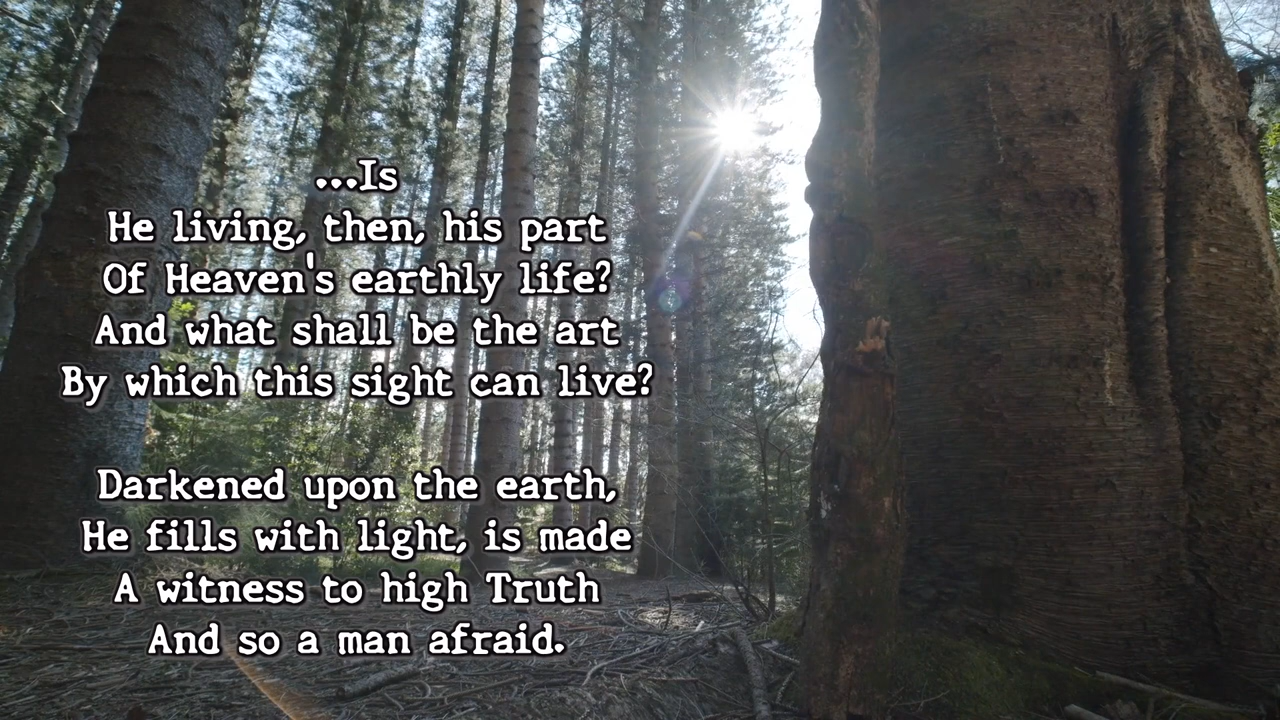 ...Is
He living, then, his part
Of Heaven's earthly life?
And what shall be the art
By which this sight can live?
Darkened upon the earth,
He fills with light, is made
A witness to high Truth
And so a man afraid.